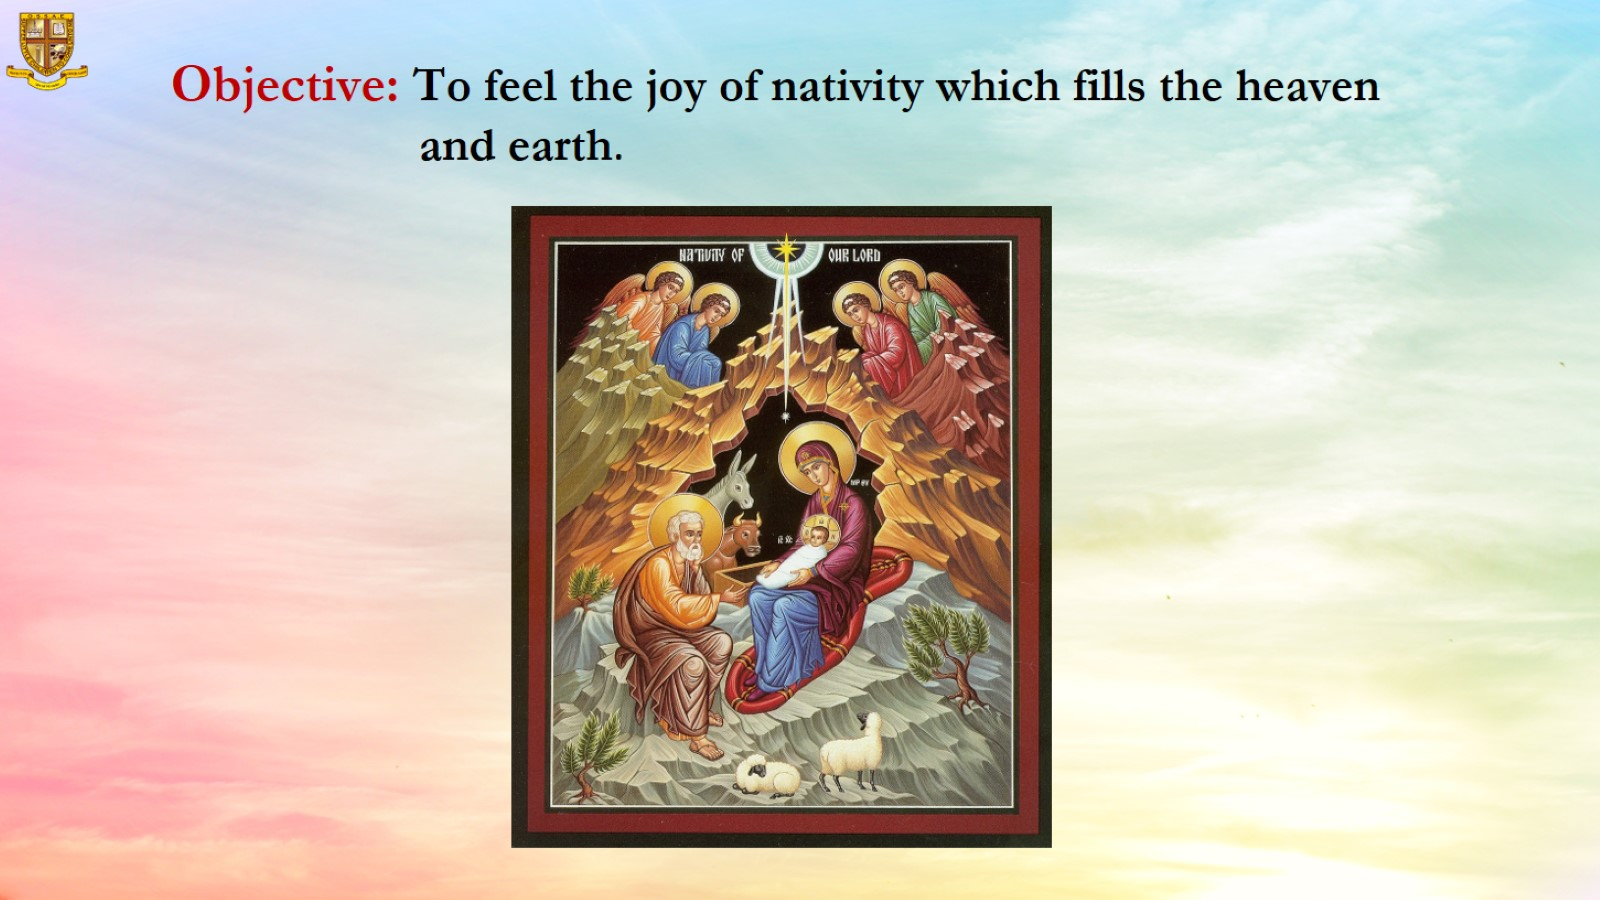 O.S.S.A.E
Objective: To feel the joy of nativity which fills the heaven
and earth.
NATIVITY OF OUR LORD